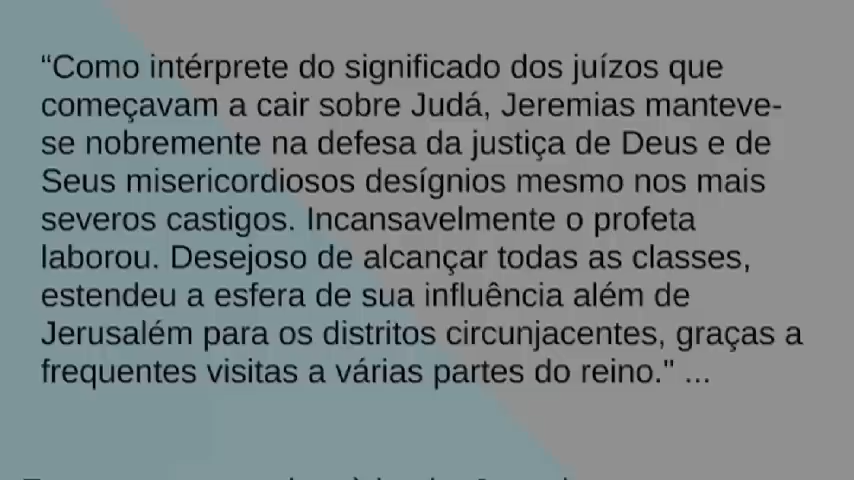 “Como intérprete do significado dos juízos que
começavam a cair sobre Judá, Jeremias manteve-
se nobremente na defesa da justiça de Deus e de
Seus misericordiosos desígnios mesmo nos mais
severos castigos. Incansavelmente o profeta
laborou. Desejoso de alcançar todas as classes,
estendeu a esfera de sua influência além de
Jerusalém para os distritos circunjacentes, graças a
frequentes visitas a várias partes do reino." ...